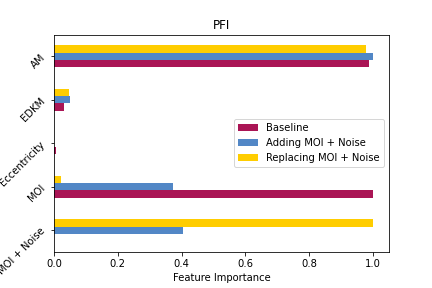 PFI
AM
EDKM
Eccentricity
MOI
MOI + Noise
Baseline
Adding MOI + Noise
Replacing MOI + Noise
0.0 0.2 0.4 0.6 0.8 1.0
Feature Importance